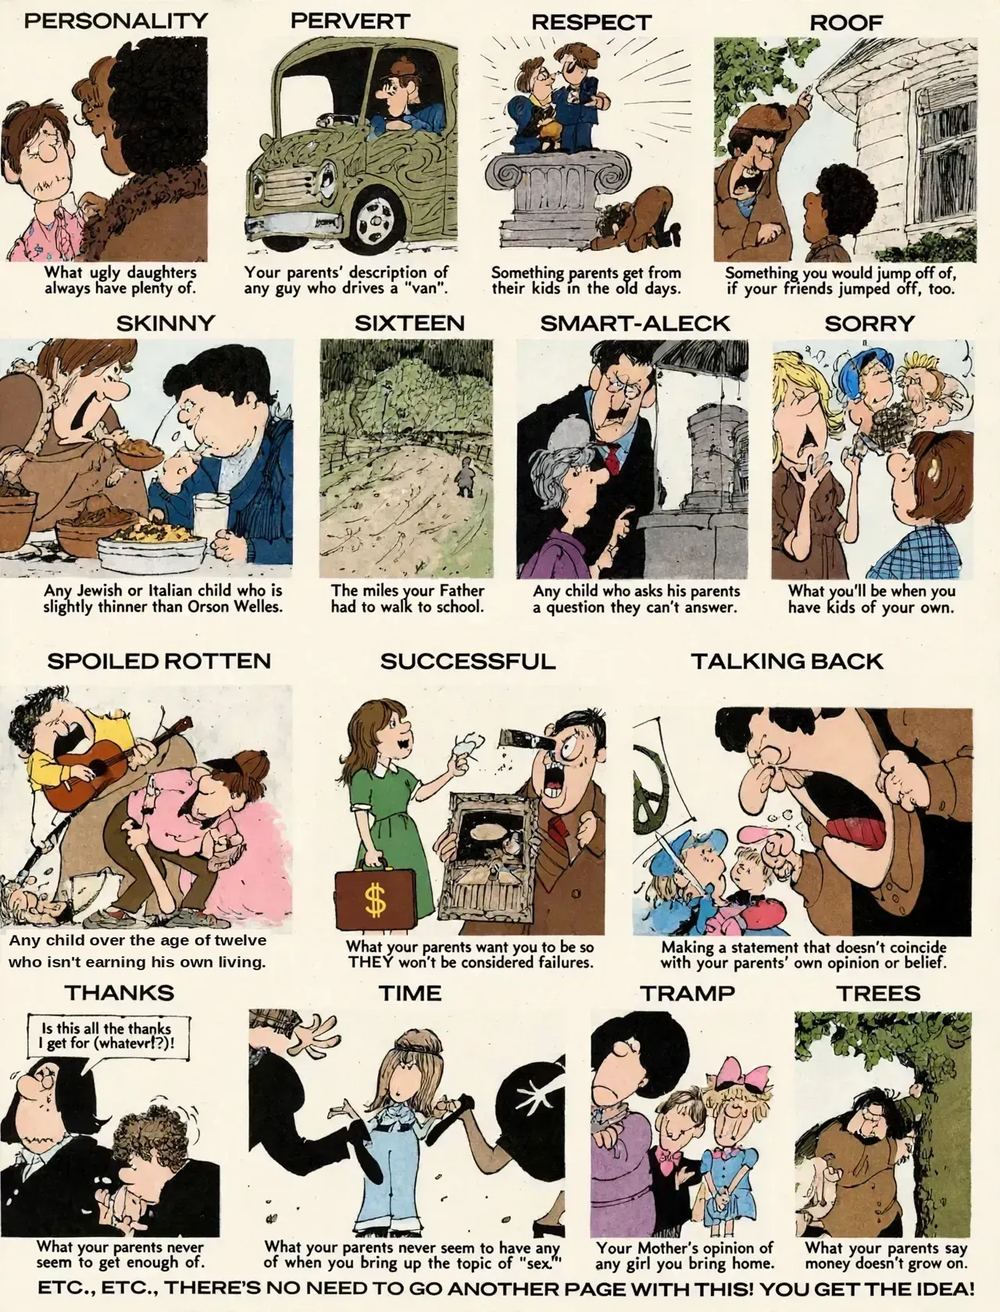 PERSONALITY
What ugly daughters
always have plenty of.
PERVERT
Your parents' description of
any guy who drives a "van".
RESPECT
Something parents get from
their kids in the old days.
ROOF
Something you would jump off of,
if your friends jumped off, too.
SKINNY
Any Jewish or Italian child who is
slightly thinner than Orson Welles.
SIXTEEN
The miles your Father
had to walk to school.
SMART-ALECK
Any child who asks his parents
a question they can't answer.
SORRY
What you'll be when you
have kids of your own.
SPOILED ROTTEN
Any child over the age of twelve
who isn't earning his own living.
SUCCESSFUL
$
What your parents want you to be so
THEY won't be considered failures.
TALKING BACK
Making a statement that doesn't coincide
with your parents' own opinion or belief.
THANKS
Is this all the thanks
I get for (whatevr!?)!
What your parents never
seem to get enough of.
TIME
What your parents never seem to have any
of when you bring up the topic of "sex."
TRAMP
Your Mother's opinion of
any girl you bring home.
TREES
What your parents say
money doesn't grow on.
ETC., ETC., THERE'S NO NEED TO GO ANOTHER PAGE WITH THIS! YOU GET THE IDEA!